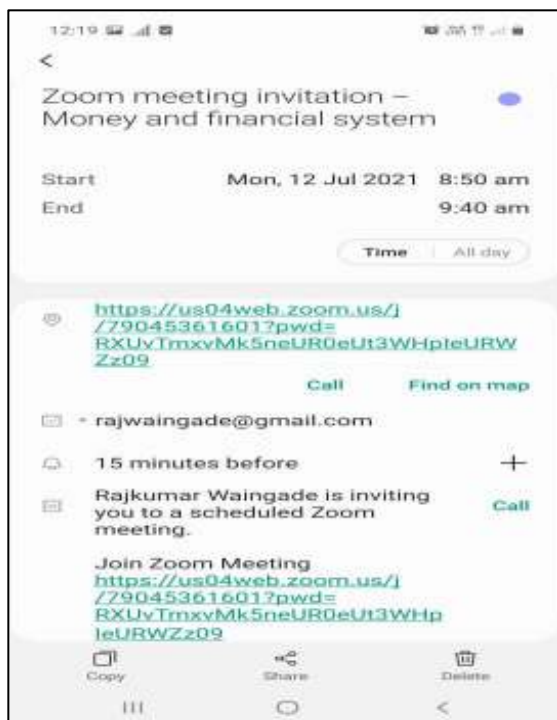 12:19
<
Zoom meeting invitation –
Money and financial system
Start Mon, 12 Jul 2021 8:50 am
End 9:40 am
Time All day
https://us04web.zoom.us/j
/79045361601?pwd=
RXUvTmxvMk5neUR0eUt3WHpIeURW
Zz09
Call Find on map
rajwaingade@gmail.com
15 minutes before +
Rajkumar Waingade is inviting
you to a scheduled Zoom
meeting.
Call
Join Zoom Meeting
https://us04web.zoom.us/j
/79045361601?pwd=
RXUvTmxvMk5neUR0eUt3WHp
IeURWZz09
Copy Share Delete